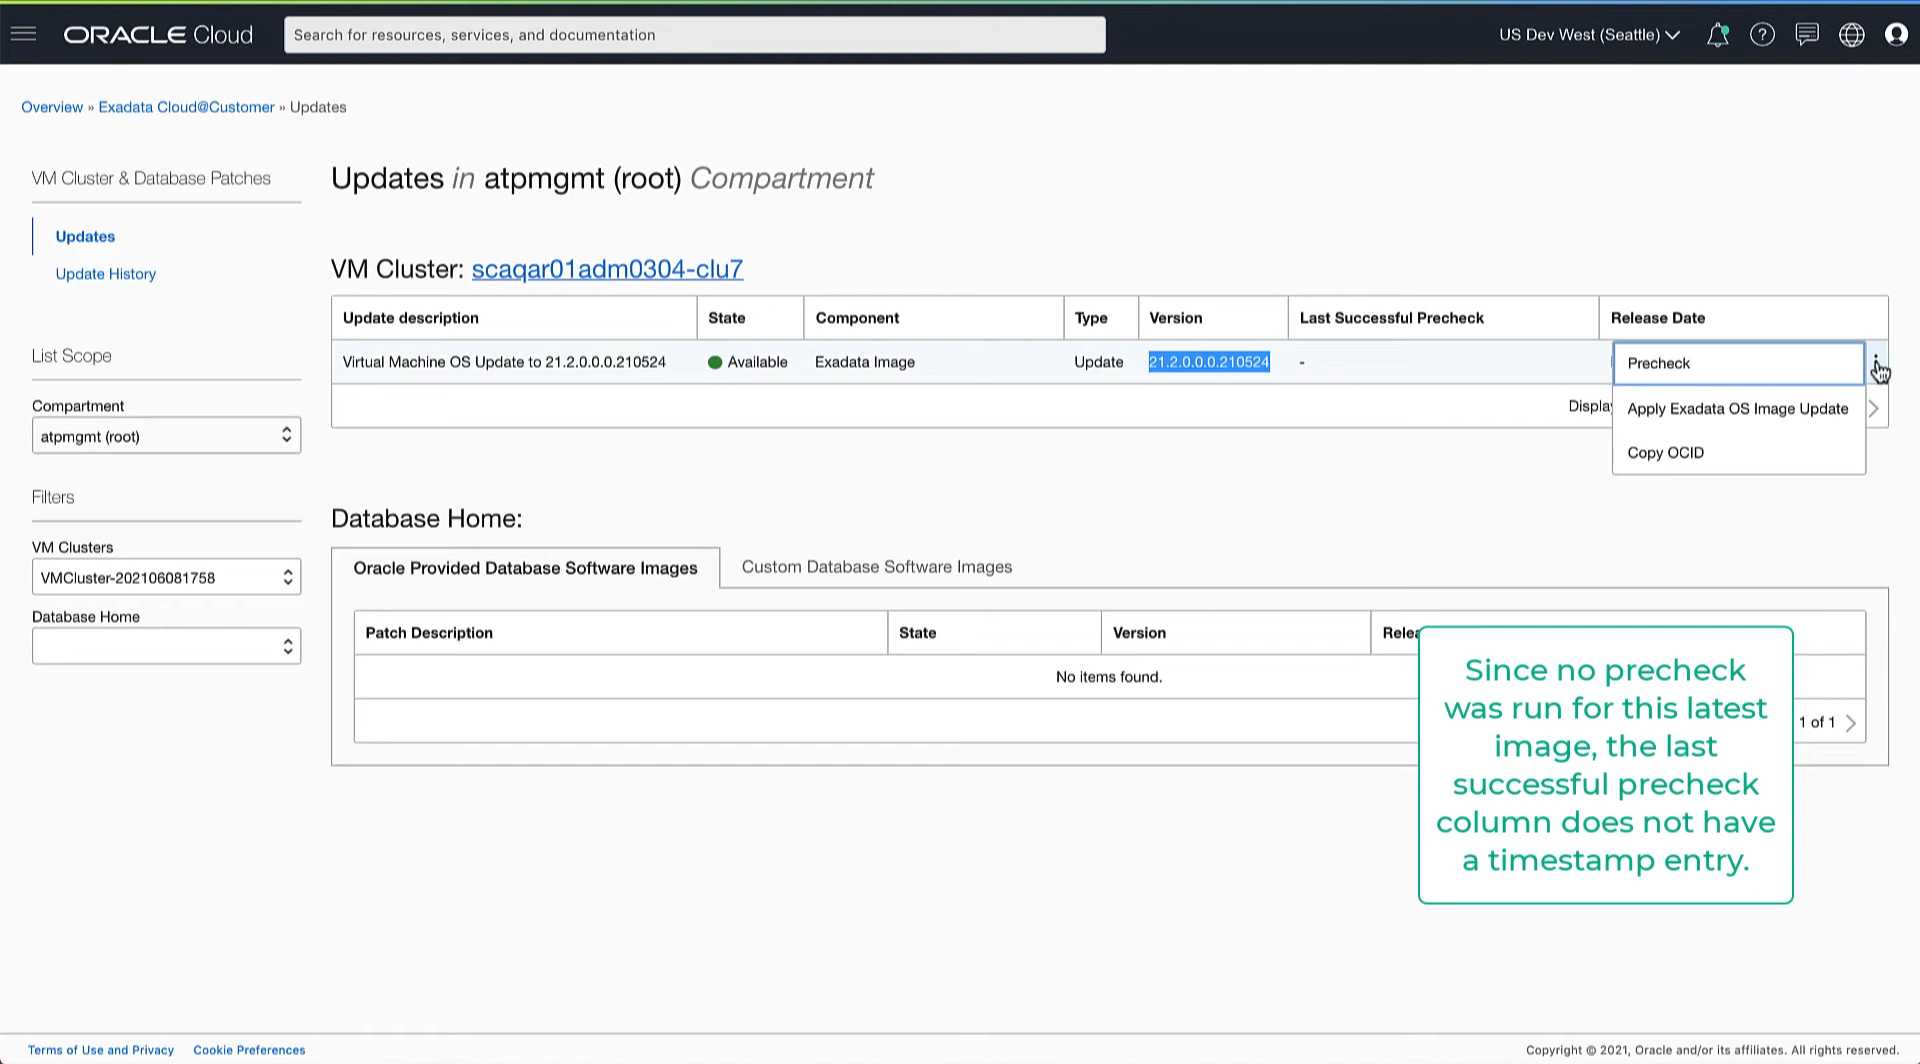 ORACLE Cloud
Search for resources, services, and documentation
US Dev West (Seattle)
Overview » Exadata Cloud@Customer » Updates
VM Cluster & Database Patches
Updates
Update History
List Scope
Compartment
atpmgmt (root)
Filters
VM Clusters
VMCluster-202106081758
Database Home
Updates in atpmgmt (root) Compartment
VM Cluster: scaqar01adm0304-clu7
Update description State Component Type Version Last Successful Precheck Release Date
Virtual Machine OS Update to 21.2.0.0.0.210524 Available Exadata Image Update 21.2.0.0.0.210524 -
Precheck
Apply Exadata OS Image Update
Copy OCID
Database Home:
Oracle Provided Database Software Images Custom Database Software Images
Patch Description State Version
No items found.
1 of 1
Since no precheck
was run for this latest
image, the last
successful precheck
column does not have
a timestamp entry.
Terms of Use and Privacy Cookie Preferences
Copyright © 2021, Oracle and/or its affiliates. All rights reserved.